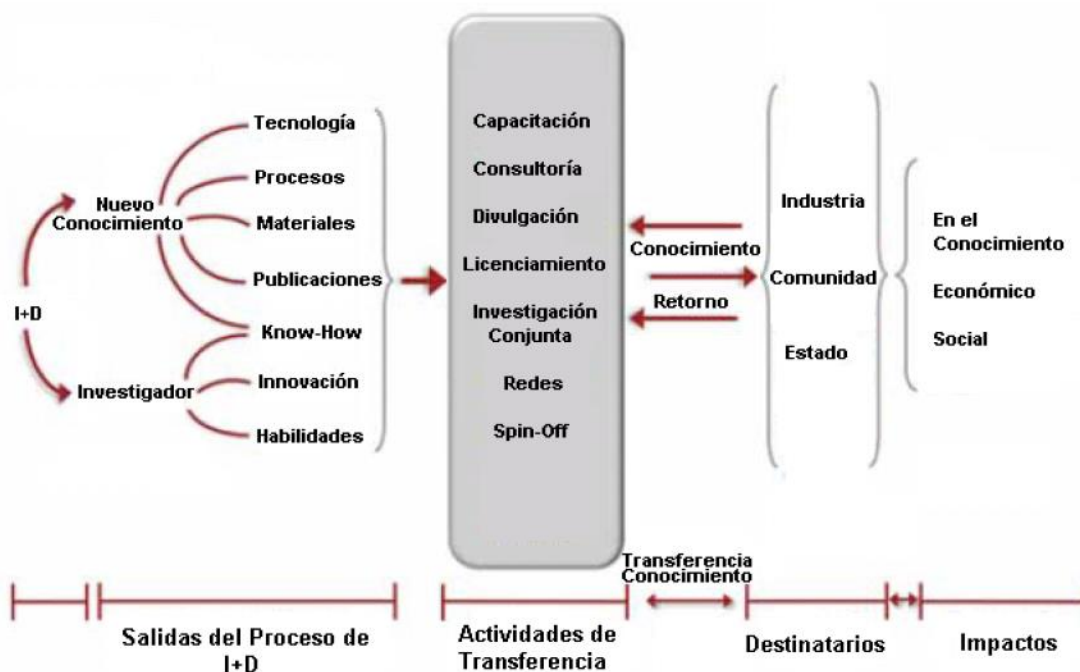 I+D
Nuevo
Conocimiento
Investigador
Tecnología
Procesos
Materiales
Publicaciones
Know-How
Innovación
Habilidades
Capacitación
Consultoría
Divulgación
Licenciamiento
Investigación
Conjunta
Redes
Spin-Off
Conocimiento
Retorno
Industria
Comunidad
Estado
En el
Conocimiento
Económico
Social
Transferencia
Conocimiento
Salidas del Proceso de
I+D
Actividades de
Transferencia
Destinatarios
Impactos